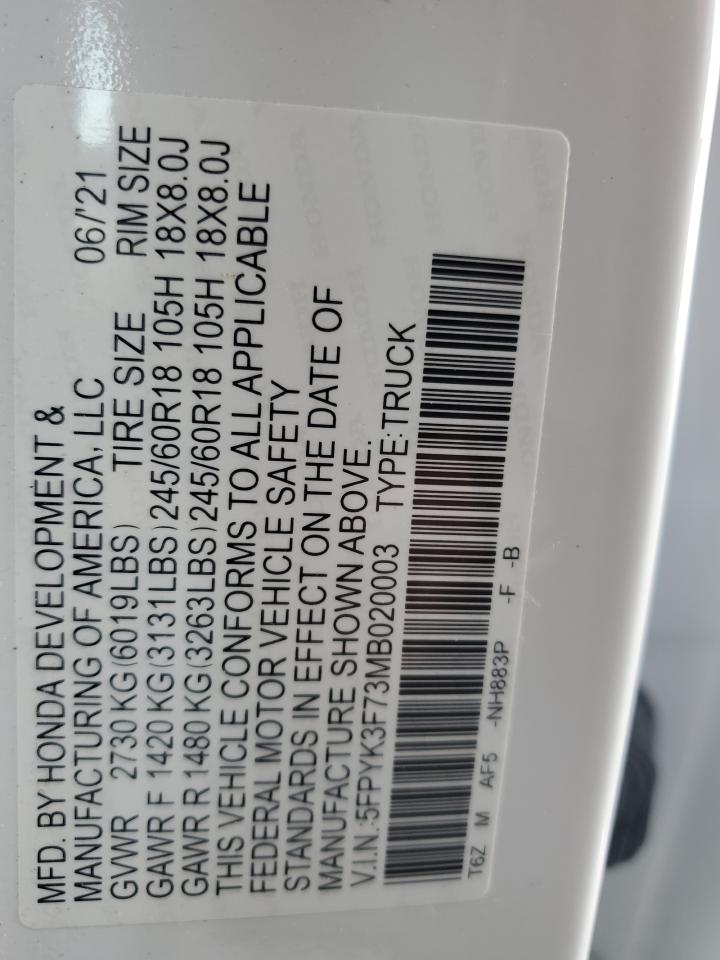 MFD. BY HONDA DEVELOPMENT &
MANUFACTURING OF AMERICA, LLC 06/'21
GVWR 2730 KG(6019LBS) TIRE SIZE RIM SIZE
GAWR F 1420 KG(3131LBS)245/60R18 105H 18X8.0J
GAWR R 1480 KG(3263LBS)245/60R18 105H 18X8.0J
THIS VEHICLE CONFORMS TO ALL APPLICABLE
FEDERAL MOTOR VEHICLE SAFETY
STANDARDS IN EFFECT ON THE DATE OF
MANUFACTURE SHOWN ABOVE.
V.I.N.:5FPYK3F73MB020003 TYPE:TRUCK
T6Z M AF5 -NH883P -F -B